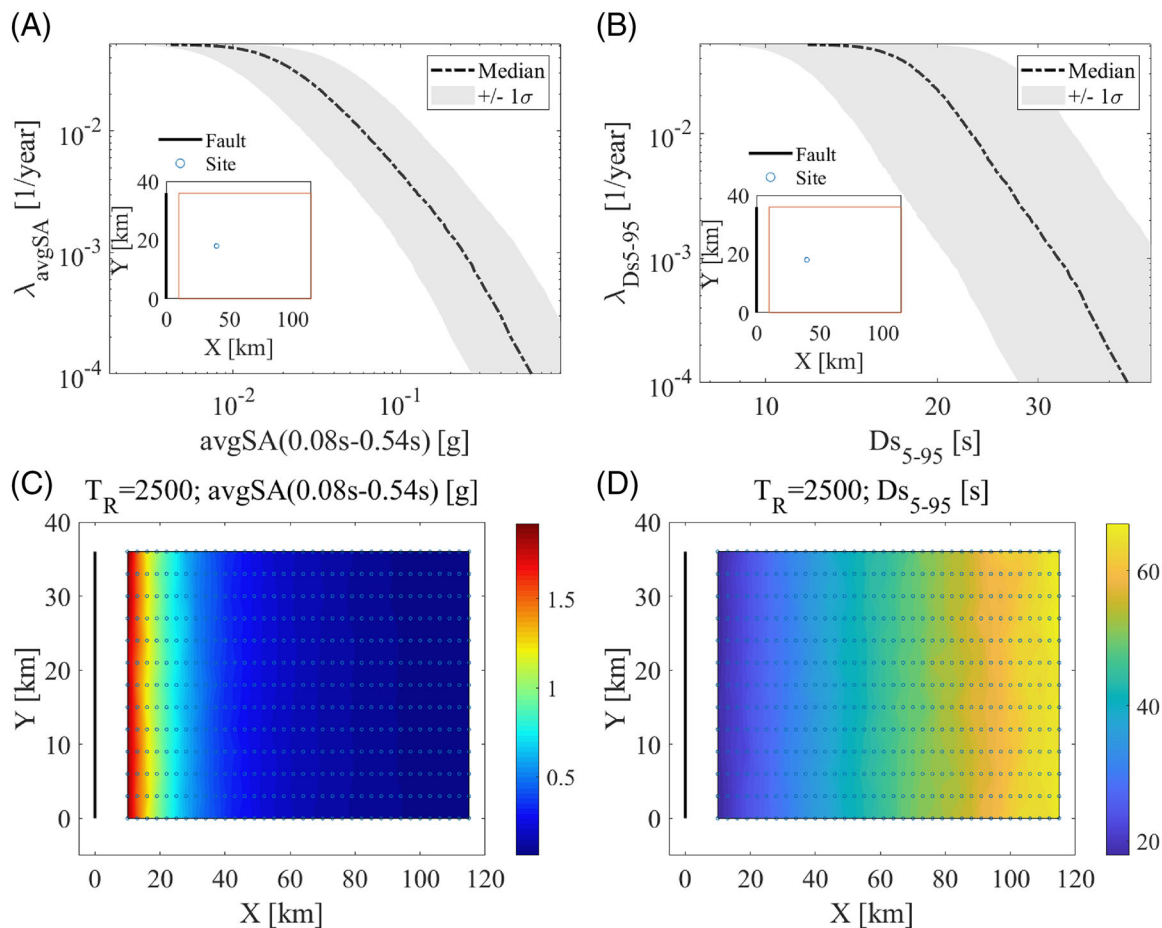 (A)
λavgSA [1/year]
10-2
10-3
10-4
Median
+/- 1σ
Fault
Site
40
20
0
Y [km]
0 50 100
X [km]
10-2 10-1
avgSA(0.08s-0.54s) [g]
(B)
λDs5-95 [1/year]
10-2
10-3
10-4
Median
+/- 1σ
Fault
Site
40
20
0
Y [km]
0 50 100
X [km]
10 20 30
Ds5-95 [s]
(C) TR=2500; avgSA(0.08s-0.54s) [g]
40
30
20
10
0
Y [km]
0 20 40 60 80 100 120
X [km]
1.5
1
0.5
(D) TR=2500; Ds5-95 [s]
40
30
20
10
0
Y [km]
0 20 40 60 80 100 120
X [km]
60
40
20